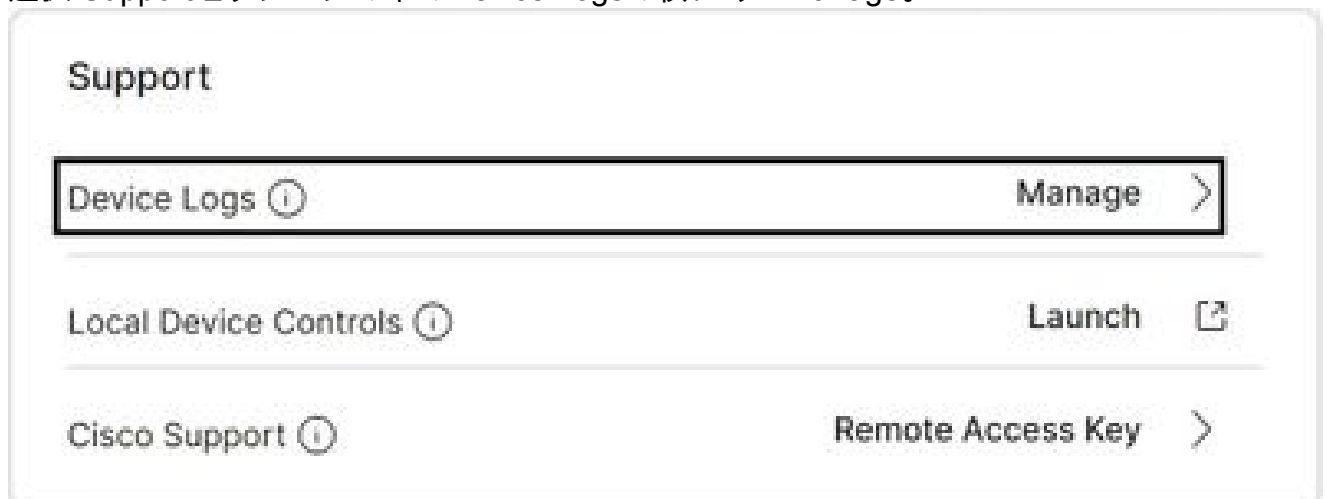 Support
Device Logs ⓘ Manage >
Local Device Controls ⓘ Launch
Cisco Support ⓘ Remote Access Key >